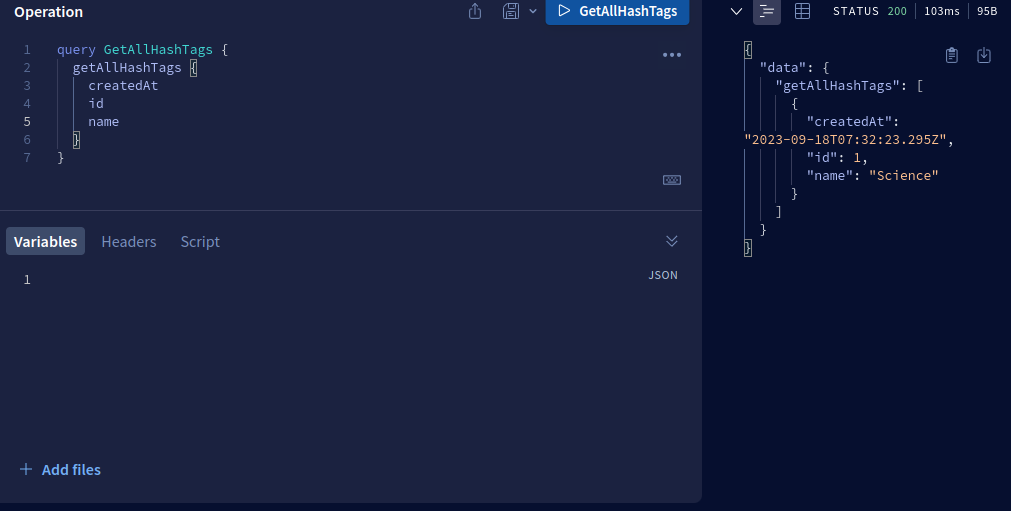 Operation
GetAllHashTags
1 query GetAllHashTags {
2 getAllHashTags {
3 createdAt
4 id
5 name
6 }
7 }
Variables Headers Script
JSON
1
Add files
STATUS 200 103ms 95B
{
"data": {
"getAllHashTags": [
{
"createdAt":
"2023-09-18T07:32:23.295Z",
"id": 1,
"name": "Science"
}
]
}
}